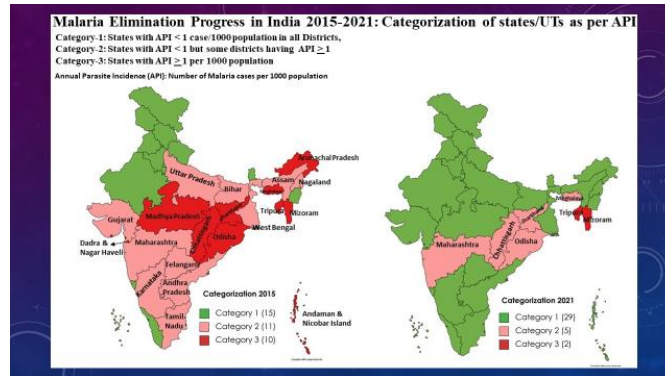 Malaria Elimination Progress in India 2015-2021: Categorization of states/UTs as per API
Category-1: States with API < 1 case/1000 population in all Districts,
Category-2: States with API < 1 but some districts having API ≥ 1
Category-3: States with API ≥ 1 per 1000 population
Annual Parasite Incidence (API): Number of Malaria cases per 1000 population
Arunachal Pradesh
Uttar Pradesh
Assam
Nagaland
Bihar
Tripura
Mizoram
West Bengal
Gujarat
Madhya Pradesh
Chhattisgarh
Odisha
Dadra &
Nagar Haveli
Maharashtra
Telangana
Karnataka
Andhra
Pradesh
Tamil
Nadu
Categorization 2015
Category 1 (15)
Category 2 (11)
Category 3 (10)
Andaman &
Nicobar Island
Meghalaya
Tripura
Mizoram
Maharashtra
Chhattisgarh
Jharkhand
Odisha
Categorization 2021
Category 1 (29)
Category 2 (5)
Category 3 (2)